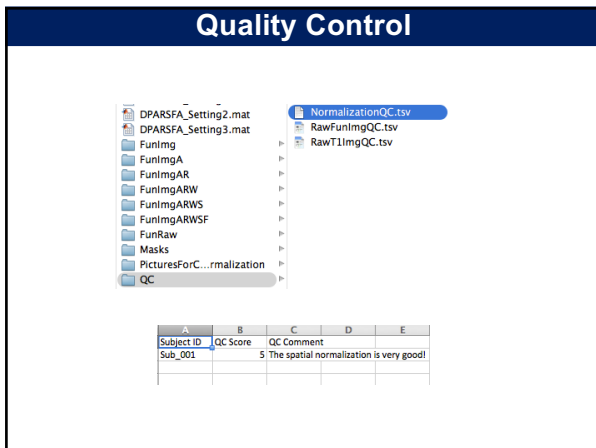 Quality Control
DPARSFA_Setting2.mat
DPARSFA_Setting3.mat
FunImg
FunImgA
FunImgAR
FunImgARW
FunImgARWS
FunImgARWSF
FunRaw
Masks
PicturesForC...rmalization
QC
NormalizationQC.tsv
RawFunImgQC.tsv
RawT1ImgQC.tsv
A B C D E
Subject ID QC Score QC Comment
Sub_001 5 The spatial normalization is very good!